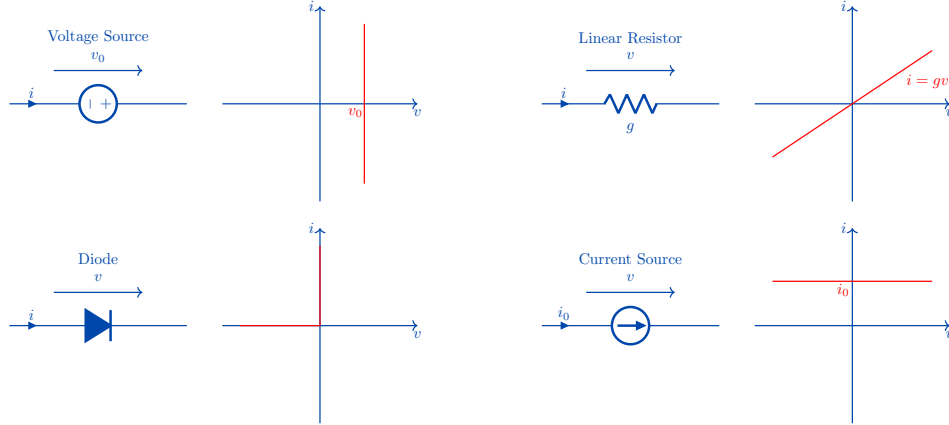 Voltage Source
v₀
i
− +
i
v₀
v
Linear Resistor
v
i
g
i
i = gv
v
Diode
v
i
i
v
Current Source
v
i₀
i
i₀